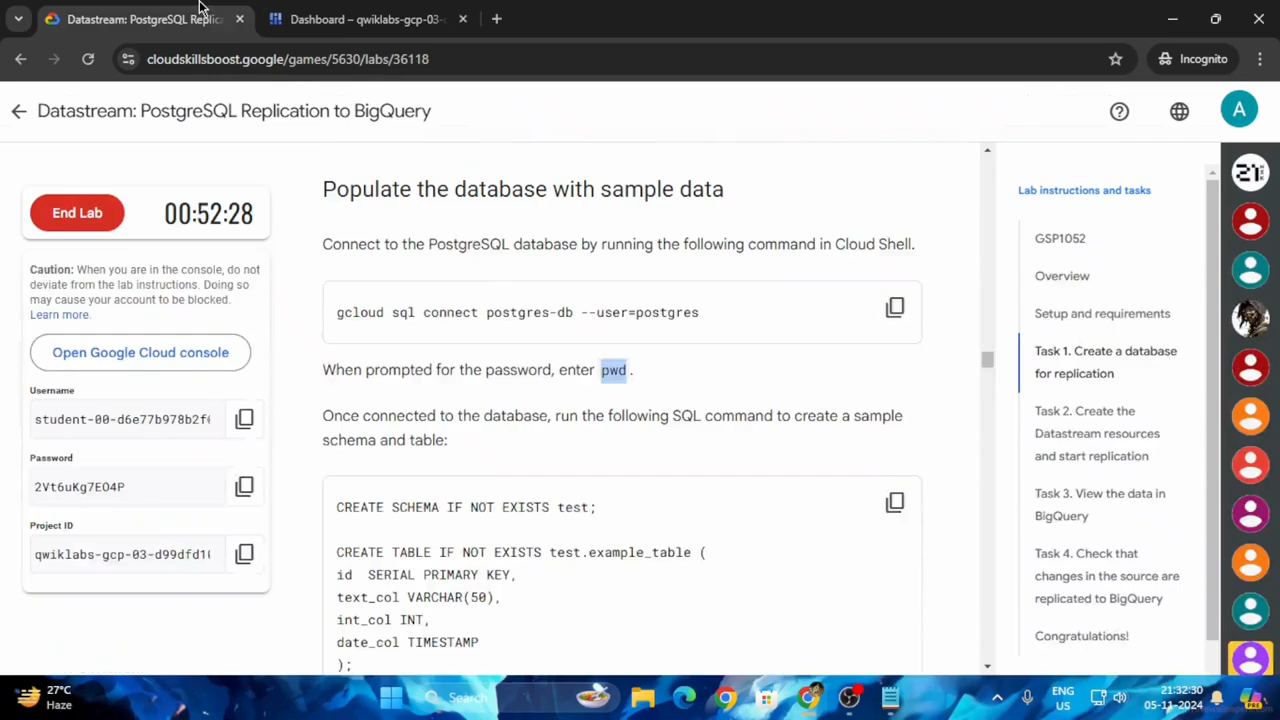 Datastream: PostgreSQL Replic
Dashboard – qwiklabs-gcp-03-
cloudskillsboost.google/games/5630/labs/36118
Incognito
Datastream: PostgreSQL Replication to BigQuery
A
End Lab
00:52:28
Caution: When you are in the console, do not
deviate from the lab instructions. Doing so
may cause your account to be blocked.
Learn more.
Open Google Cloud console
Username
student-00-d6e77b978b2f
Password
2Vt6uKg7EO4P
Project ID
qwiklabs-gcp-03-d99dfd1
Populate the database with sample data
Connect to the PostgreSQL database by running the following command in Cloud Shell.
gcloud sql connect postgres-db --user=postgres
When prompted for the password, enter pwd .
Once connected to the database, run the following SQL command to create a sample
schema and table:
CREATE SCHEMA IF NOT EXISTS test;
CREATE TABLE IF NOT EXISTS test.example_table (
id SERIAL PRIMARY KEY,
text_col VARCHAR(50),
int_col INT,
date_col TIMESTAMP
);
Lab instructions and tasks
GSP1052
Overview
Setup and requirements
Task 1. Create a database
for replication
Task 2. Create the
Datastream resources
and start replication
Task 3. View the data in
BigQuery
Task 4. Check that
changes in the source are
replicated to BigQuery
Congratulations!
27°C
Haze
Search
ENG
US
21:32:30
05-11-2024
PRE